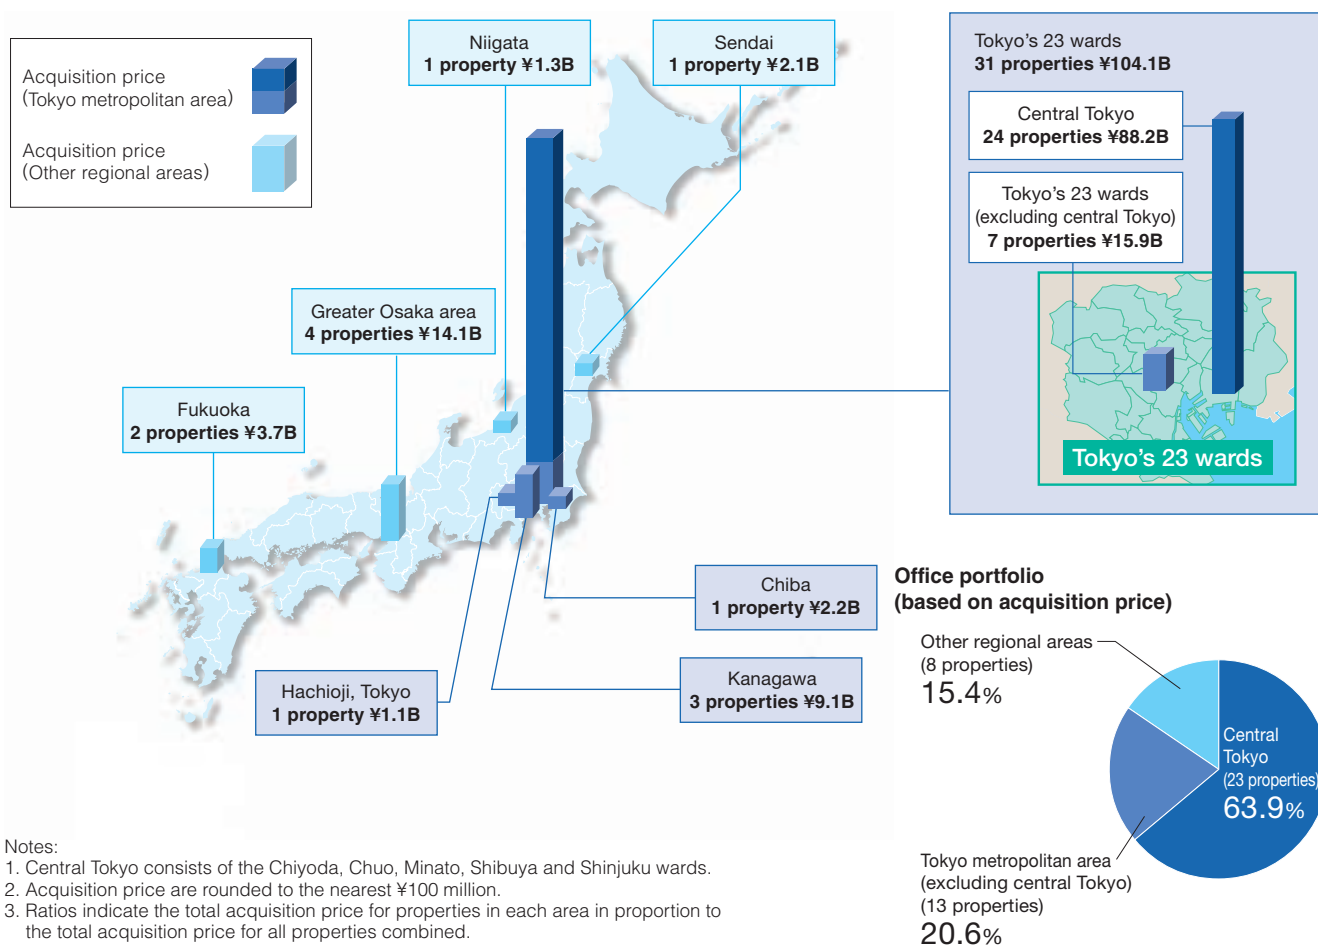 Acquisition price
(Tokyo metropolitan area)
Acquisition price
(Other regional areas)
Niigata
1 property ¥1.3B
Sendai
1 property ¥2.1B
Tokyo's 23 wards
31 properties ¥104.1B
Central Tokyo
24 properties ¥88.2B
Tokyo's 23 wards
(excluding central Tokyo)
7 properties ¥15.9B
Greater Osaka area
4 properties ¥14.1B
Fukuoka
2 properties ¥3.7B
Tokyo's 23 wards
Chiba
1 property ¥2.2B
Kanagawa
3 properties ¥9.1B
Hachioji, Tokyo
1 property ¥1.1B
Office portfolio
(based on acquisition price)
Other regional areas
(8 properties)
15.4%
Central
Tokyo
(23 properties)
63.9%
Tokyo metropolitan area
(excluding central Tokyo)
(13 properties)
20.6%
Notes:
1. Central Tokyo consists of the Chiyoda, Chuo, Minato, Shibuya and Shinjuku wards.
2. Acquisition price are rounded to the nearest ¥100 million.
3. Ratios indicate the total acquisition price for properties in each area in proportion to
the total acquisition price for all properties combined.